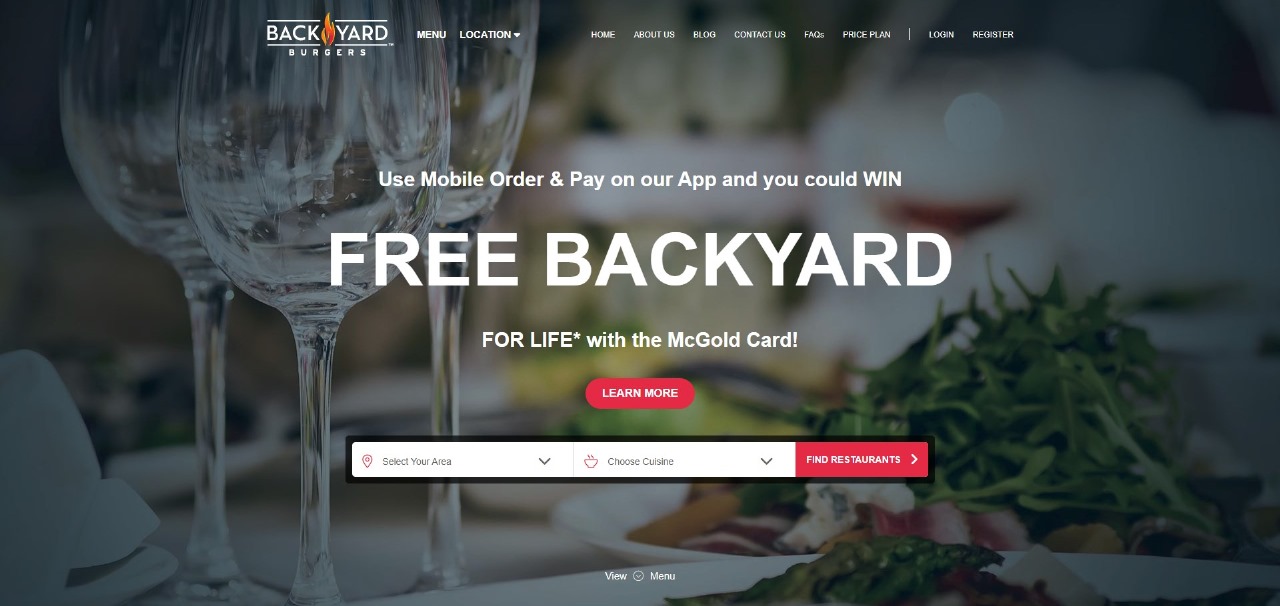 BACK YARD
BURGERS
MENU LOCATION
HOME ABOUT US BLOG CONTACT US FAQs PRICE PLAN LOGIN REGISTER
Use Mobile Order & Pay on our App and you could WIN
FREE BACKYARD
FOR LIFE* with the McGold Card!
LEARN MORE
Select Your Area Choose Cuisine FIND RESTAURANTS
View Menu